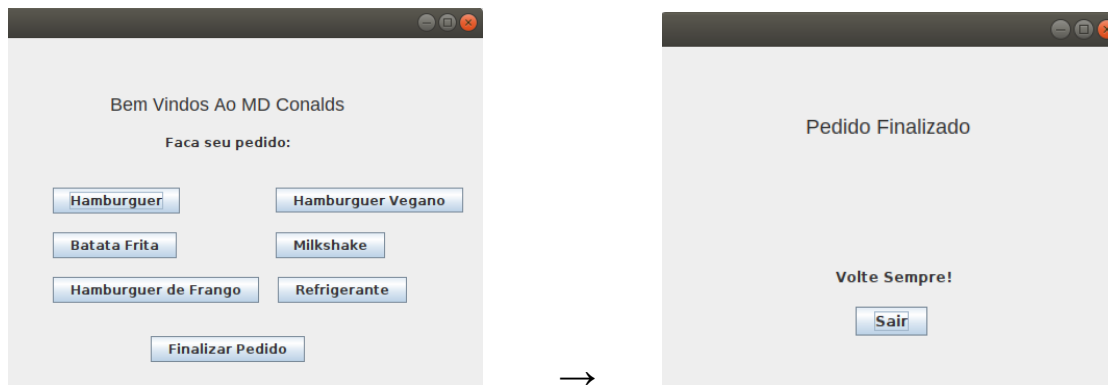 Bem Vindos Ao MD Conalds
Faca seu pedido:
Hamburguer
Hamburguer Vegano
Batata Frita
Milkshake
Hamburguer de Frango
Refrigerante
Finalizar Pedido
→
Pedido Finalizado
Volte Sempre!
Sair